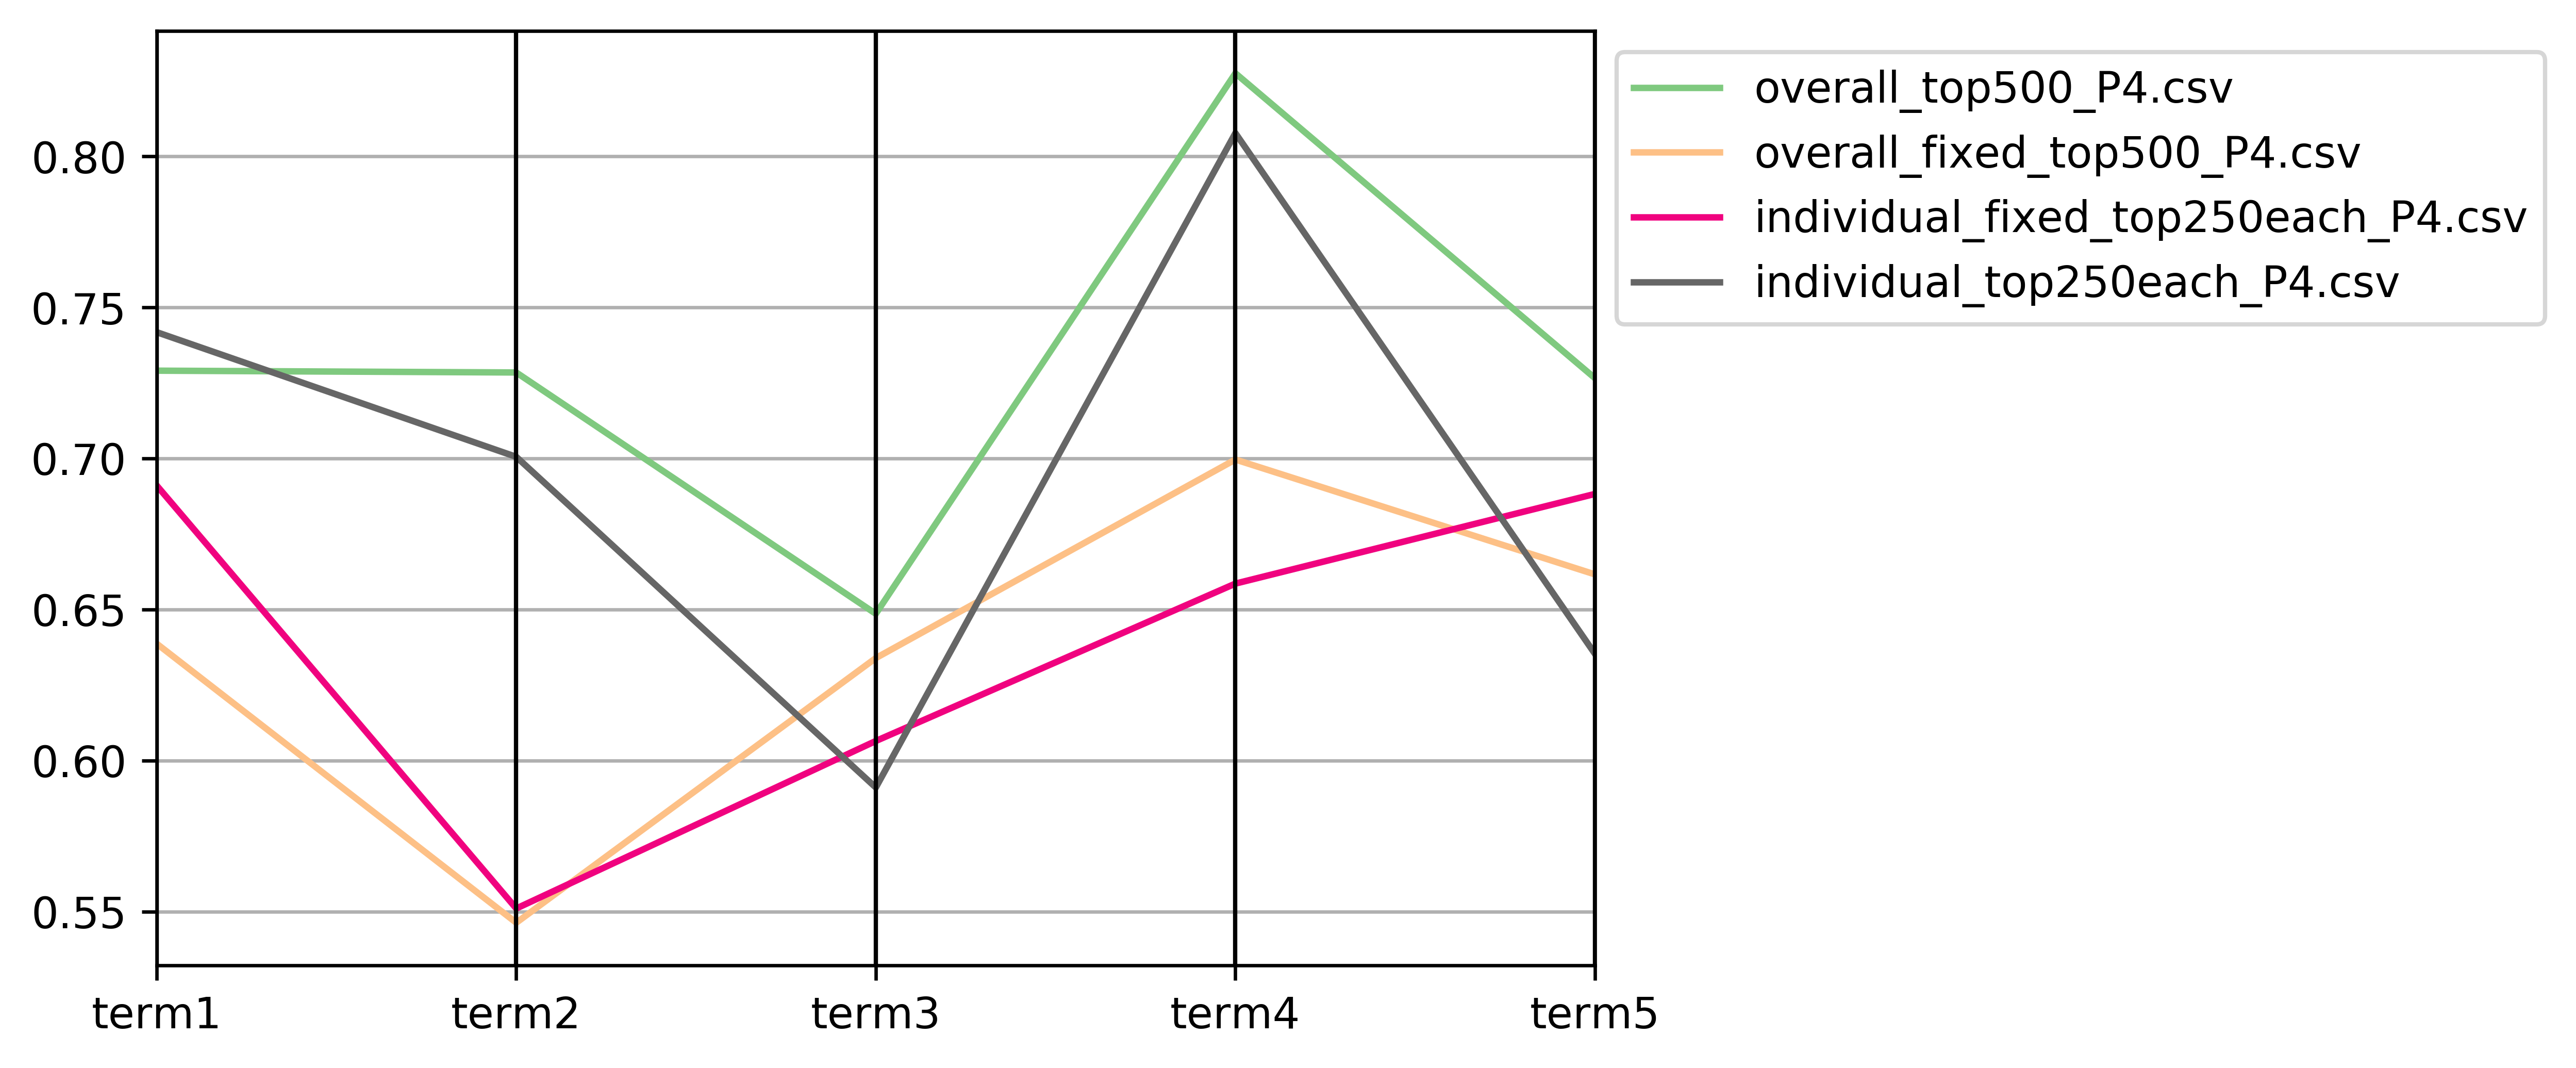 overall_top500_P4.csv
overall_fixed_top500_P4.csv
individual_fixed_top250each_P4.csv
individual_top250each_P4.csv
0.80
0.75
0.70
0.65
0.60
0.55
term1 term2 term3 term4 term5